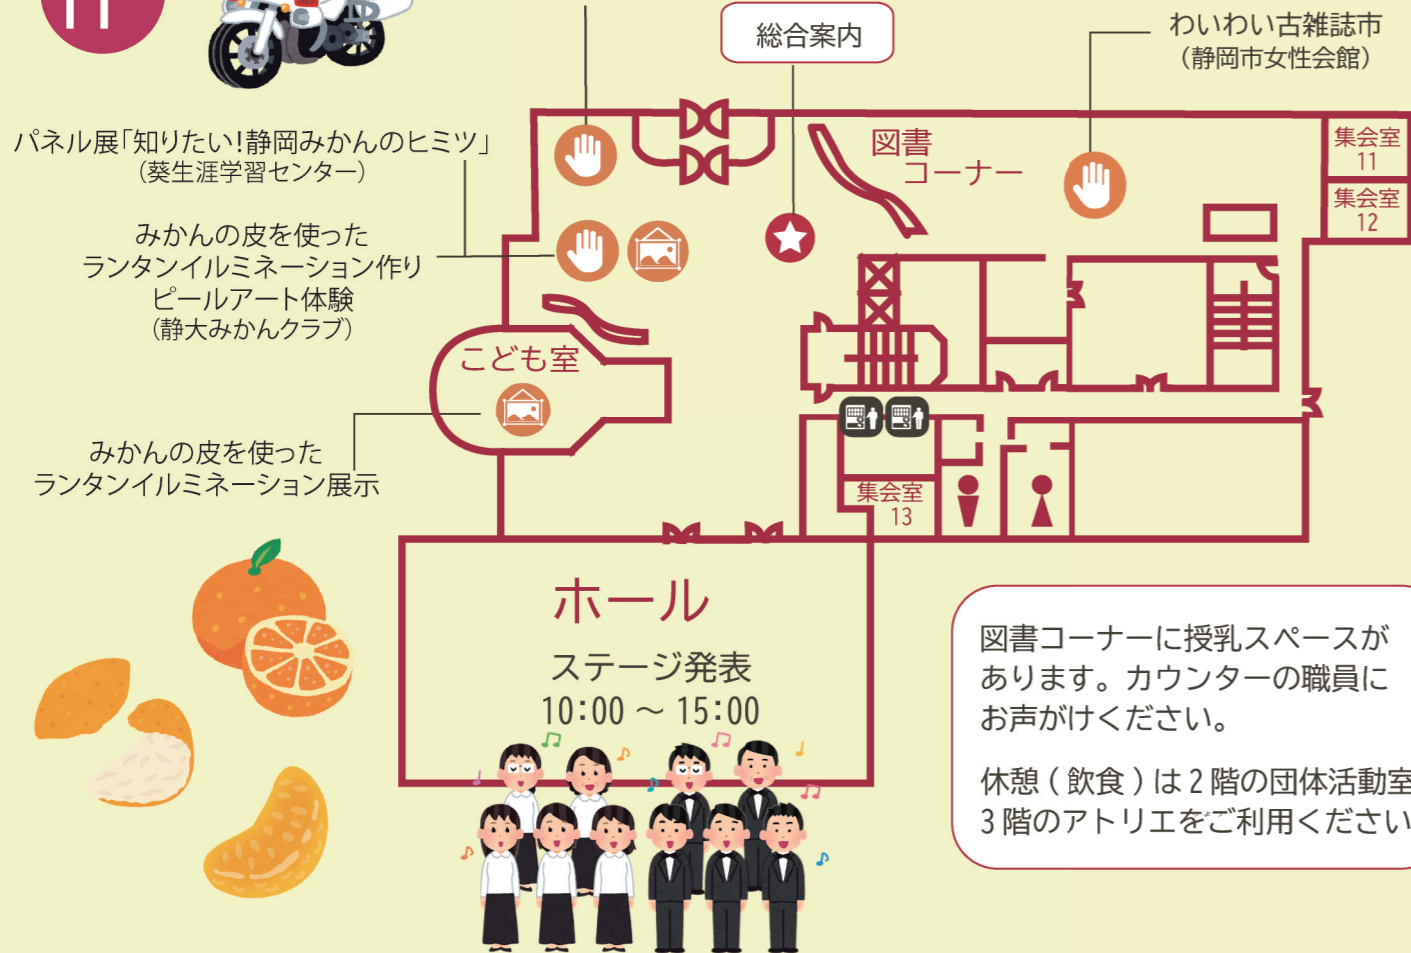 総合案内
わいわい古雑誌市
（静岡市女性会館）
パネル展「知りたい！静岡みかんのヒミツ」
（葵生涯学習センター）
みかんの皮を使った
ランタンイルミネーション作り
ピールアート体験
（静大みかんクラブ）
みかんの皮を使った
ランタンイルミネーション展示
図書
コーナー
集会室
11
集会室
12
こども室
集会室
13
ホール
ステージ発表
10：00 ～ 15：00
図書コーナーに授乳スペースが
あります。カウンターの職員に
お声がけください。
休憩 ( 飲食 ) は 2 階の団体活動室
3 階のアトリエをご利用ください